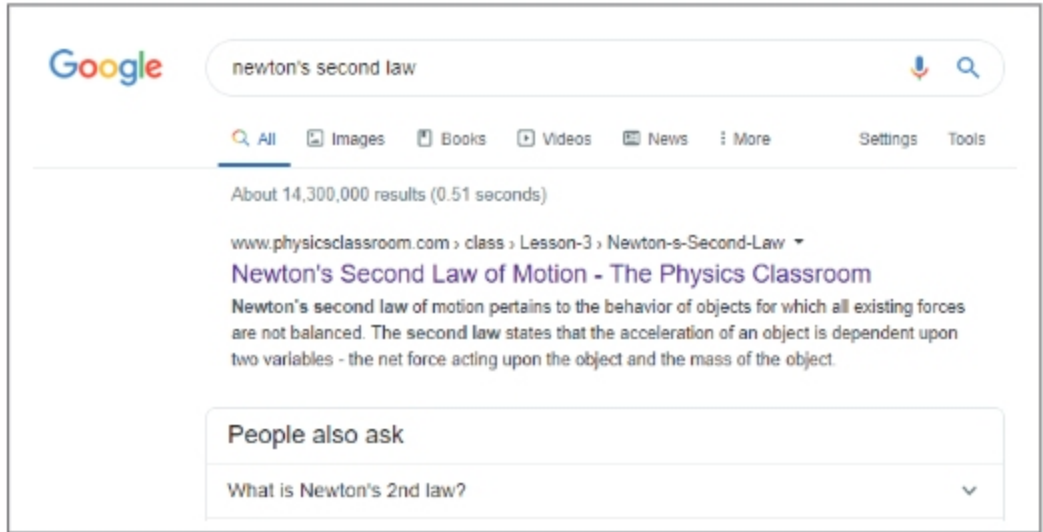 Google
newton's second law
All Images Books Videos News More Settings Tools
About 14,300,000 results (0.51 seconds)
www.physicsclassroom.com › class › Lesson-3 › Newton-s-Second-Law
Newton's Second Law of Motion - The Physics Classroom
Newton's second law of motion pertains to the behavior of objects for which all existing forces
are not balanced. The second law states that the acceleration of an object is dependent upon
two variables - the net force acting upon the object and the mass of the object.
People also ask
What is Newton's 2nd law?